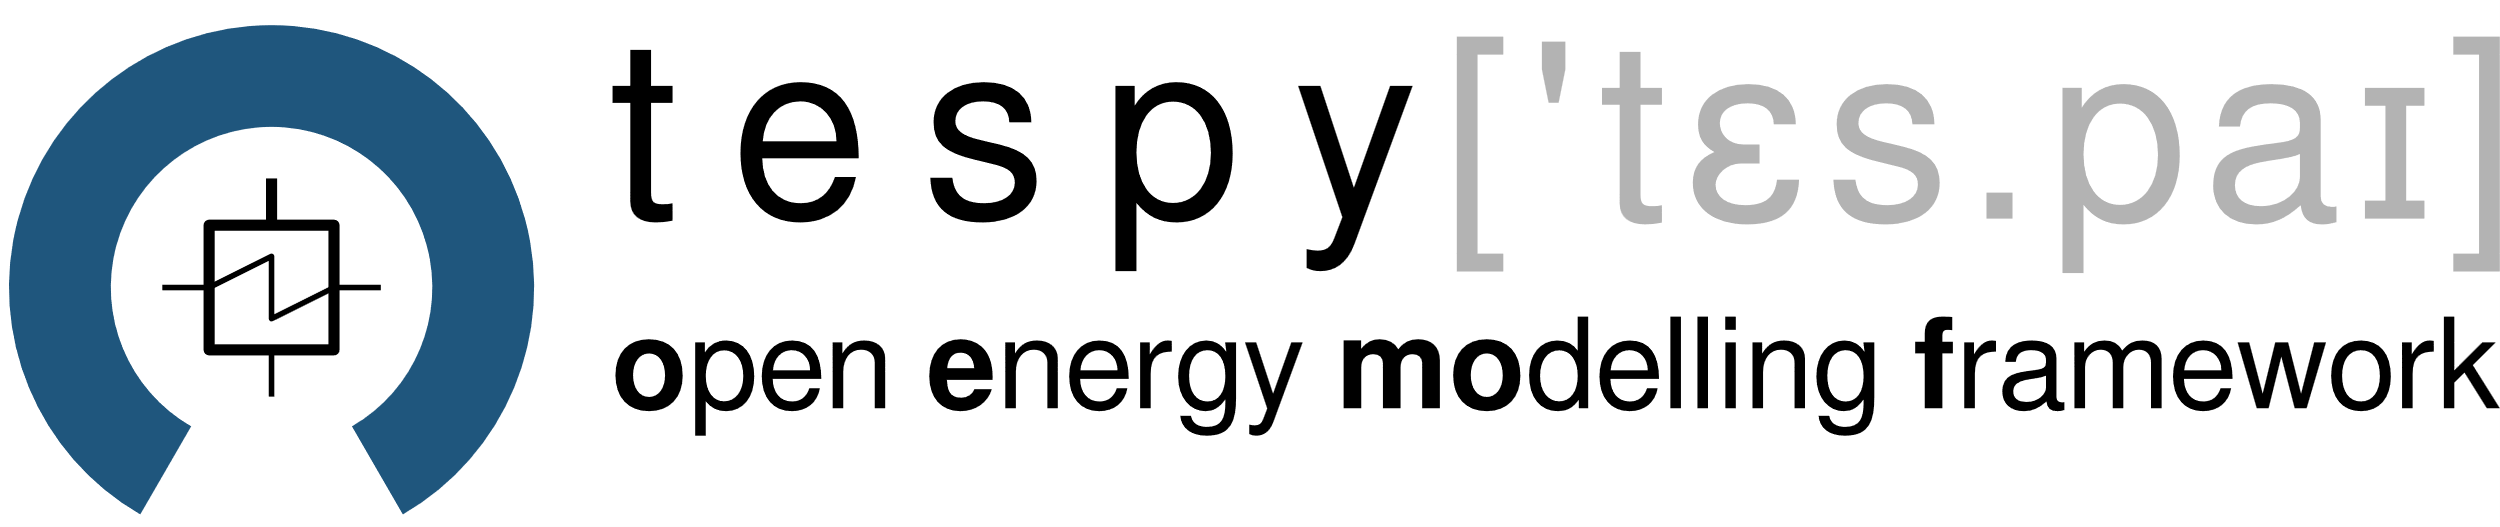 tespy['tɛs.paɪ]
open energy modelling framework